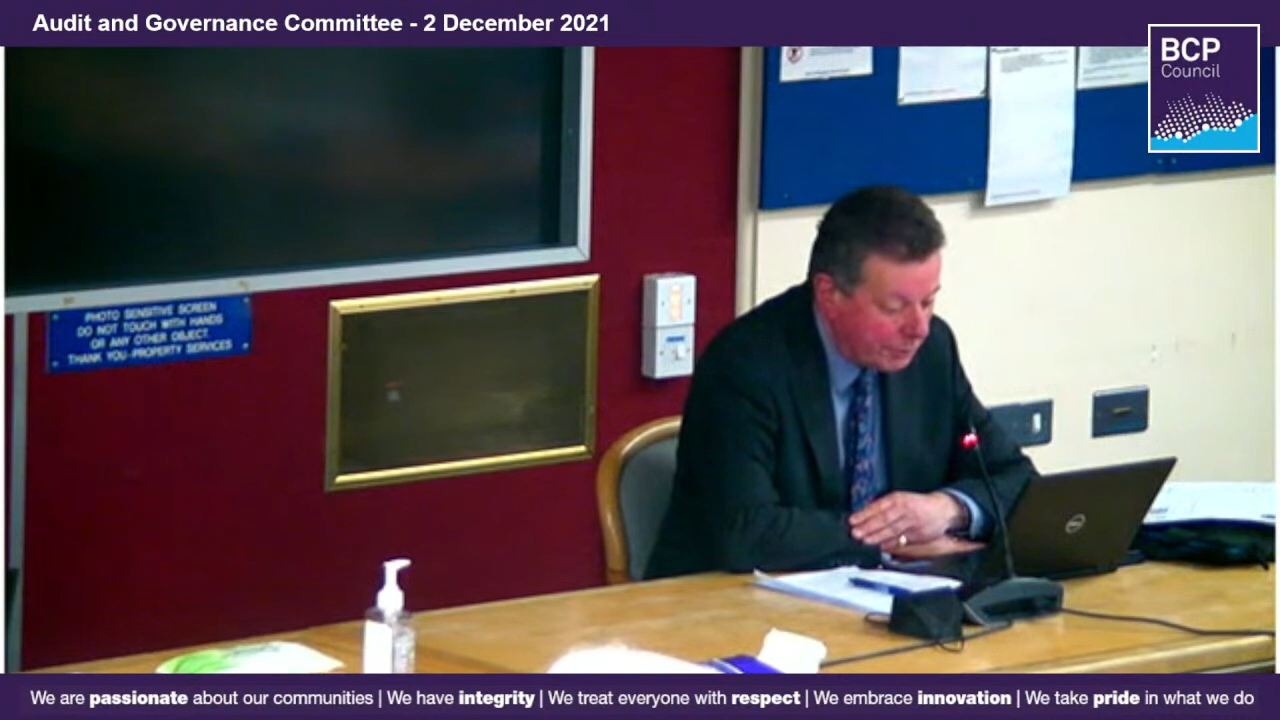 Audit and Governance Committee - 2 December 2021
BCP
Council
PHOTO SENSITIVE SCREEN
DO NOT TOUCH WITH HANDS
OR ANY OTHER OBJECT
THANK YOU-PROPERTY SERVICES
DELL
We are passionate about our communities | We have integrity | We treat everyone with respect | We embrace innovation | We take pride in what we do